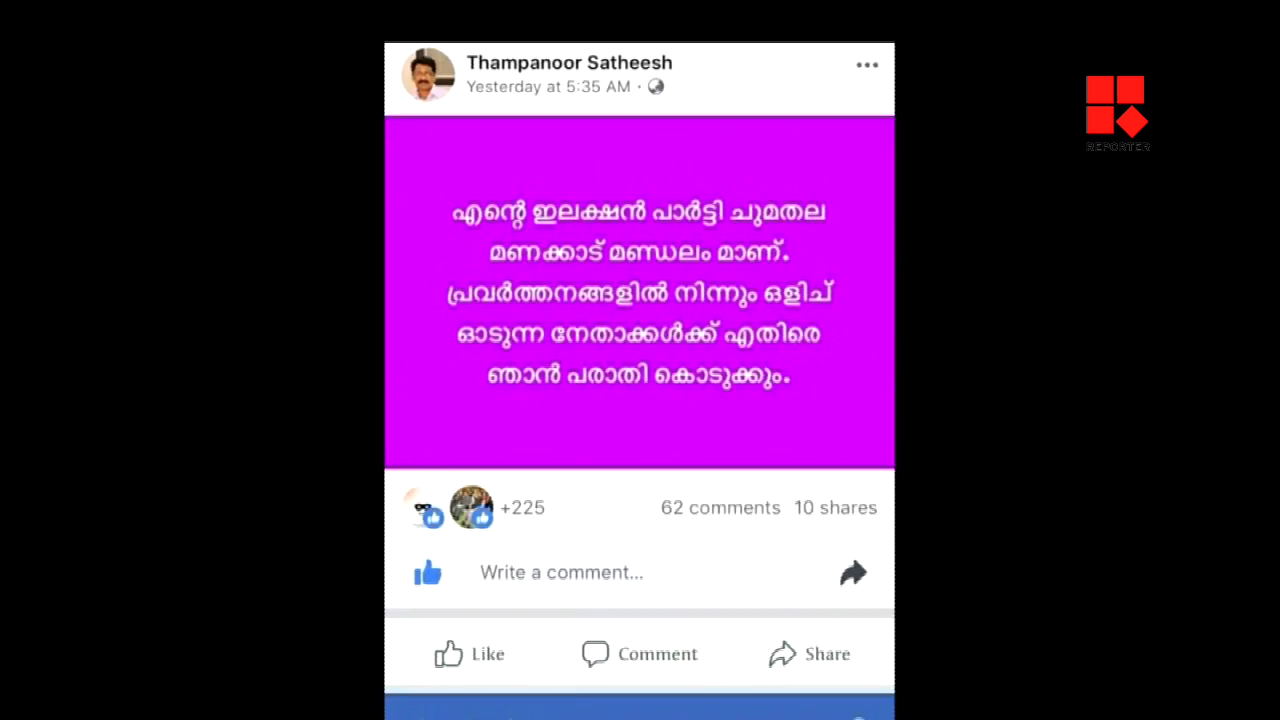 Thampanoor Satheesh
Yesterday at 5:35 AM ·
REPORTER
എന്റെ ഇലക്ഷൻ പാർട്ടി ചുമതല
മണക്കാട് മണ്ഡലം മാണ്.
പ്രവർത്തനങ്ങളിൽ നിന്നും ഒളിച്
ഓടുന്ന നേതാക്കൾക്ക് എതിരെ
ഞാൻ പരാതി കൊടുക്കും.
+225 62 comments 10 shares
Write a comment...
Like Comment Share